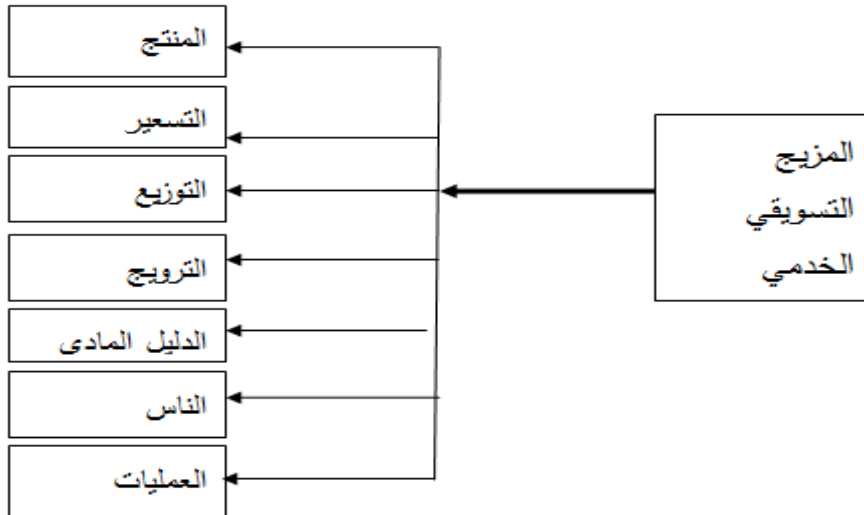 المزيج
التسويقي
الخدمي
المنتج
التسعير
التوزيع
الترويج
الدليل المادى
الناس
العمليات